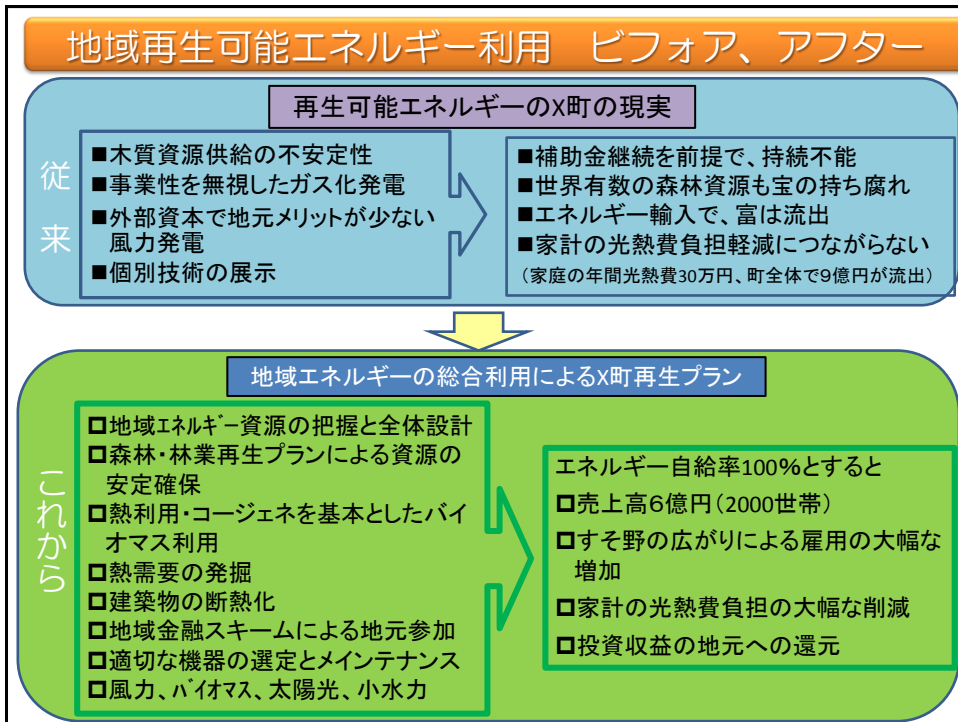 地域再生可能エネルギー利用　ビフォア、アフター
再生可能エネルギーのX町の現実
従来
■木質資源供給の不安定性
■事業性を無視したガス化発電
■外部資本で地元メリットが少ない
風力発電
■個別技術の展示
■補助金継続を前提で、持続不能
■世界有数の森林資源も宝の持ち腐れ
■エネルギー輸入で、富は流出
■家計の光熱費負担軽減につながらない
（家庭の年間光熱費30万円、町全体で９億円が流出）
地域エネルギーの総合利用によるX町再生プラン
これから
❑地域ｴﾈﾙｷﾞｰ資源の把握と全体設計
❑森林・林業再生プランによる資源の
安定確保
❑熱利用・コージェネを基本としたバイ
オマス利用
❑熱需要の発掘
❑建築物の断熱化
❑地域金融スキームによる地元参加
❑適切な機器の選定とメインテナンス
❑風力、ﾊﾞｲｵﾏｽ、太陽光、小水力
エネルギー自給率100％とすると
❑売上高６億円（2000世帯）
❑すそ野の広がりによる雇用の大幅な
増加
❑家計の光熱費負担の大幅な削減
❑投資収益の地元への還元